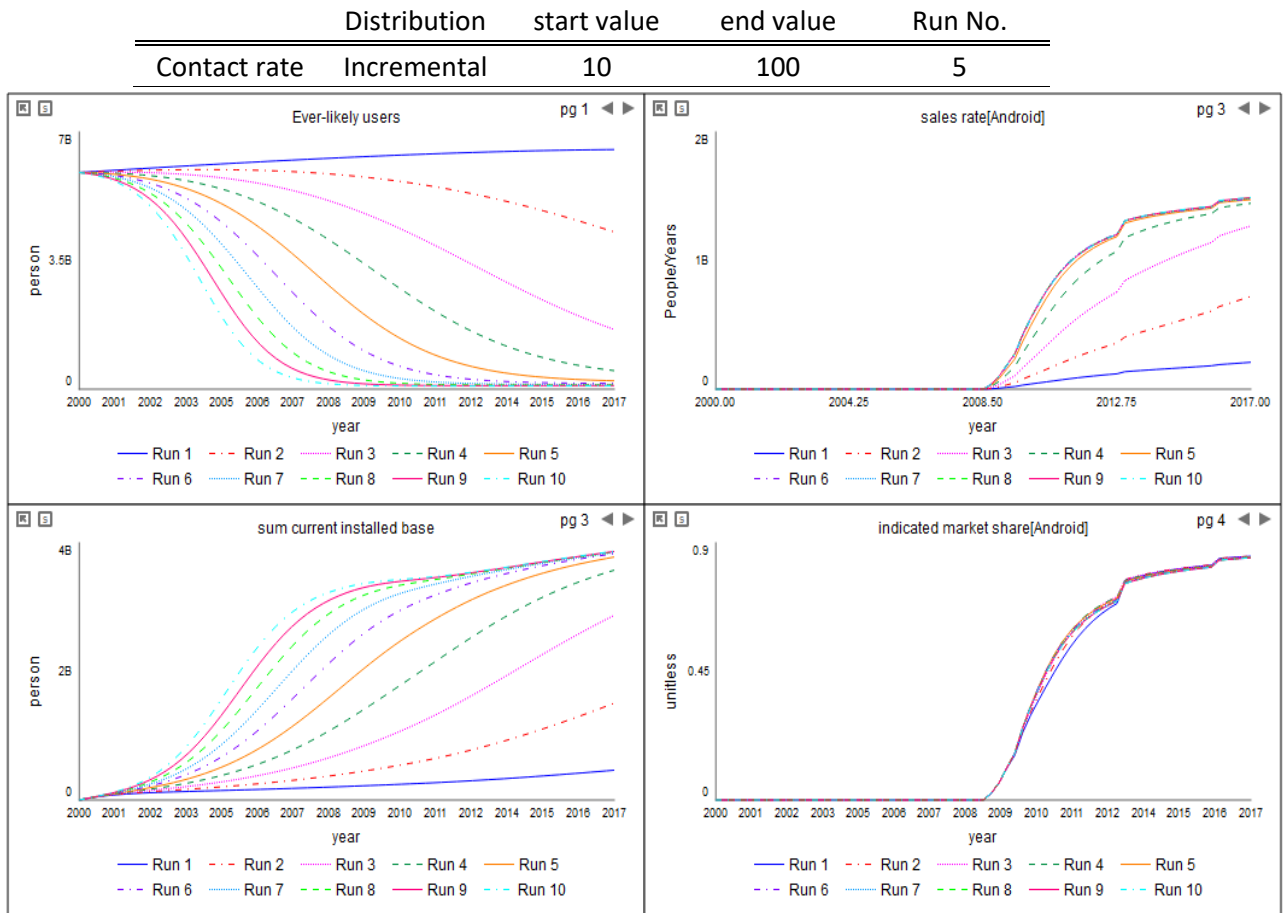 Distribution start value end value Run No.
Contact rate Incremental 10 100 5
Ever-likely users
pg 1
7B
3.5B
0
person
2000 2001 2002 2003 2005 2006 2007 2007 2010 2011 2012 2012 2015 2015 2016 2017
year
Run 1 Run 2 Run 3 Run 4 Run 5
Run 6 Run 7 Run 8 Run 9 Run 10
sales rate[Android]
pg 3
2B
1B
0
People/Years
2000.00 2004.25 2008.50 2012.75 2017.00
year
Run 1 Run 2 Run 3 Run 4 Run 5
Run 6 Run 7 Run 8 Run 9 Run 10
sum current installed base
pg 3
4B
2B
0
person
2000 2001 2002 2003 2005 2006 2007 2008 2010 2011 2012 2014 2014 2015 2016 2017
year
Run 1 Run 2 Run 3 Run 4 Run 5
Run 6 Run 7 Run 8 Run 9 Run 10
indicated market share[Android]
pg 4
0.9
0.45
0
unitless
2000 2001 2002 2003 2005 2006 2007 2008 2009 2010 2011 2012 2014 2015 2016 2017
year
Run 1 Run 2 Run 3 Run 4 Run 5
Run 6 Run 7 Run 8 Run 9 Run 10